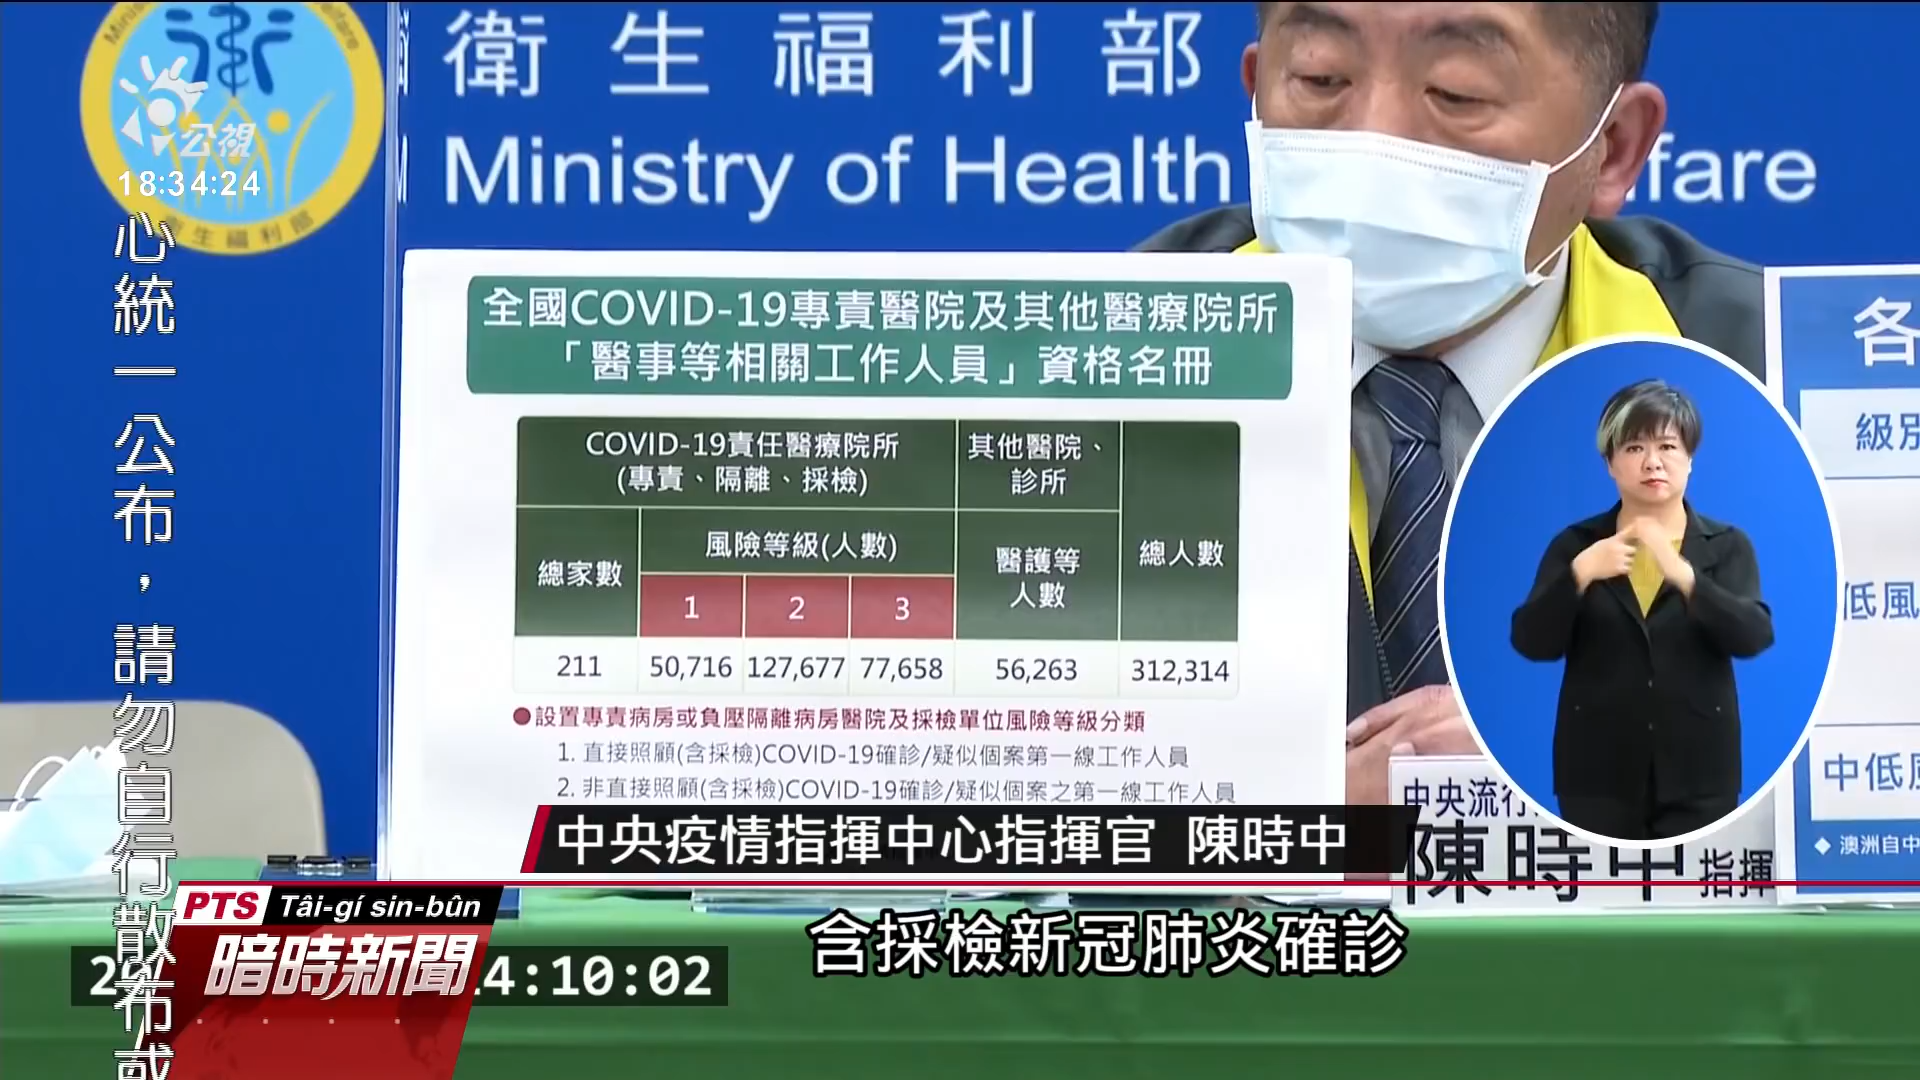 衛生福利部
Ministry of Health
fare
公視
18:34:24
生福利部
心統一公布，請勿自行散布或
全國COVID-19專責醫院及其他醫療院所
「醫事等相關工作人員」資格名冊
COVID-19責任醫療院所
(專責、隔離、採檢)
其他醫院、
診所
總家數
風險等級(人數)
1 2 3
醫護等
人數
總人數
211 50,716 127,677 77,658 56,263 312,314
●設置專責病房或負壓隔離病房醫院及採檢單位風險等級分類
1. 直接照顧(含採檢)COVID-19確診/疑似個案第一線工作人員
2. 非直接照顧(含採檢)COVID-19確診/疑似個案之第一線工作人員
各
級別
低風
中低風
◆ 澳洲自中
中央流行
陳時中 指揮
中央疫情指揮中心指揮官 陳時中
PTS Tâi-gí sin-bûn
暗時新聞
4:10:02
含採檢新冠肺炎確診